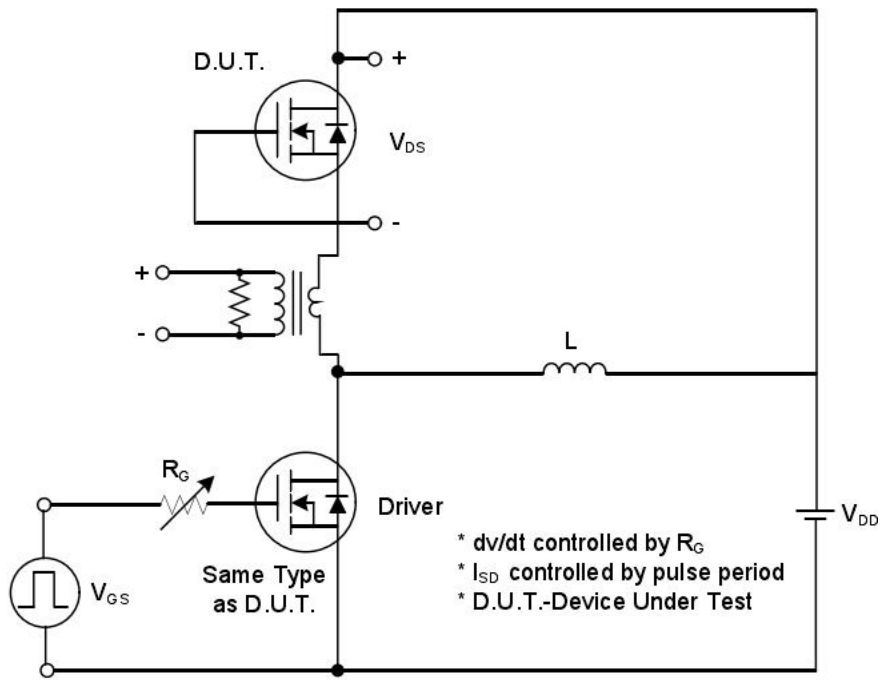 D.U.T.
+
V_DS
-
+
-
L
R_G
Driver
V_DD
V_GS
Same Type
as D.U.T.
* dv/dt controlled by R_G
* I_SD controlled by pulse period
* D.U.T.-Device Under Test